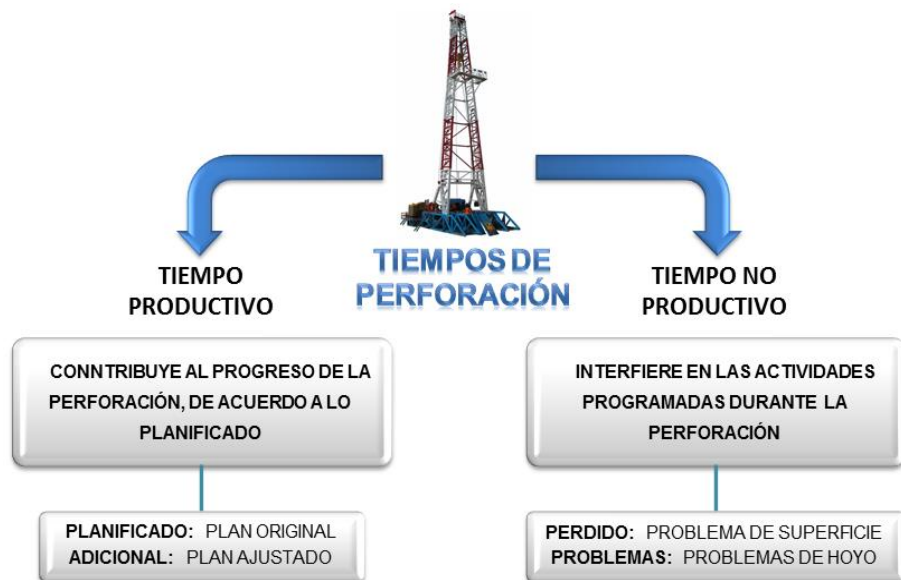 TIEMPOS DE
PERFORACIÓN
TIEMPO
PRODUCTIVO
CONNTRIBUYE AL PROGRESO DE LA
PERFORACIÓN, DE ACUERDO A LO
PLANIFICADO
PLANIFICADO: PLAN ORIGINAL
ADICIONAL: PLAN AJUSTADO
TIEMPO NO
PRODUCTIVO
INTERFIERE EN LAS ACTIVIDADES
PROGRAMADAS DURANTE LA
PERFORACIÓN
PERDIDO: PROBLEMA DE SUPERFICIE
PROBLEMAS: PROBLEMAS DE HOYO